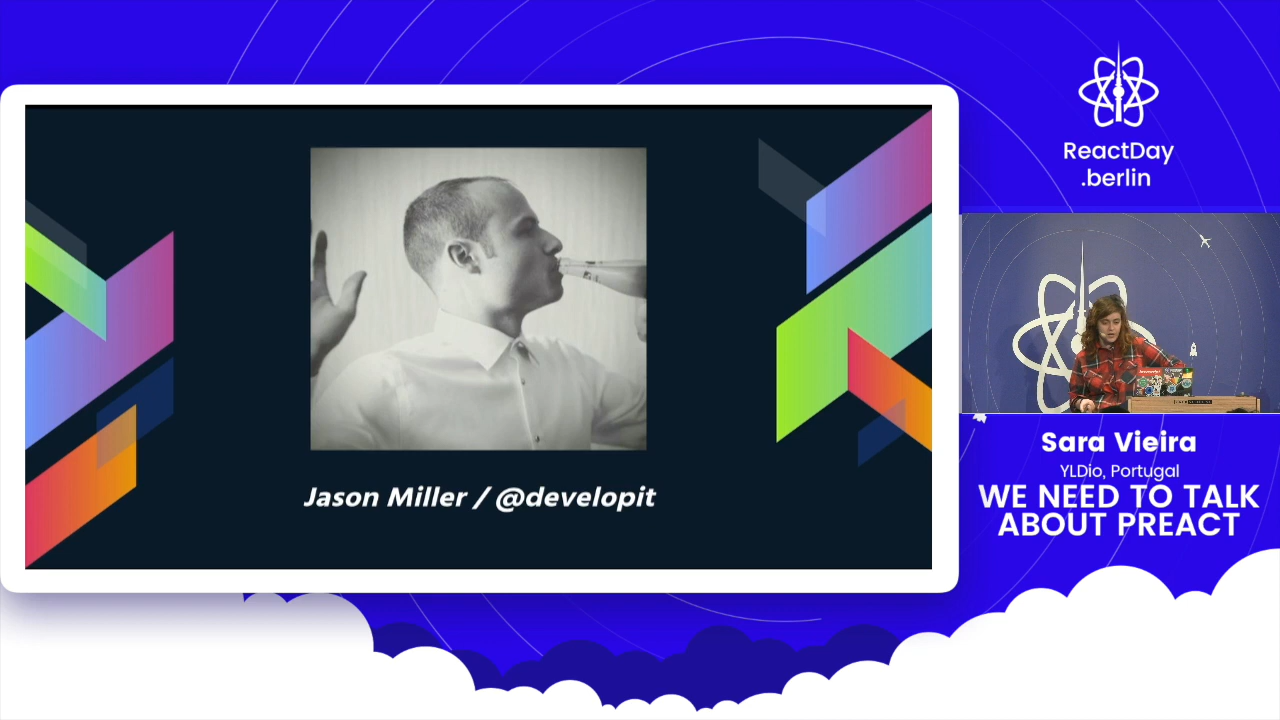 Jason Miller / @developit
ReactDay
.berlin
Sara Vieira
YLDio, Portugal
WE NEED TO TALK
ABOUT PREACT